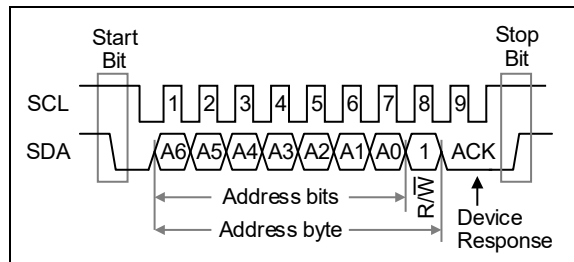 Start
Bit
Stop
Bit
SCL
1 2 3 4 5 6 7 8 9
SDA
A6 A5 A4 A3 A2 A1 A0 1 ACK
Address bits
R/W̅
Address byte
Device
Response